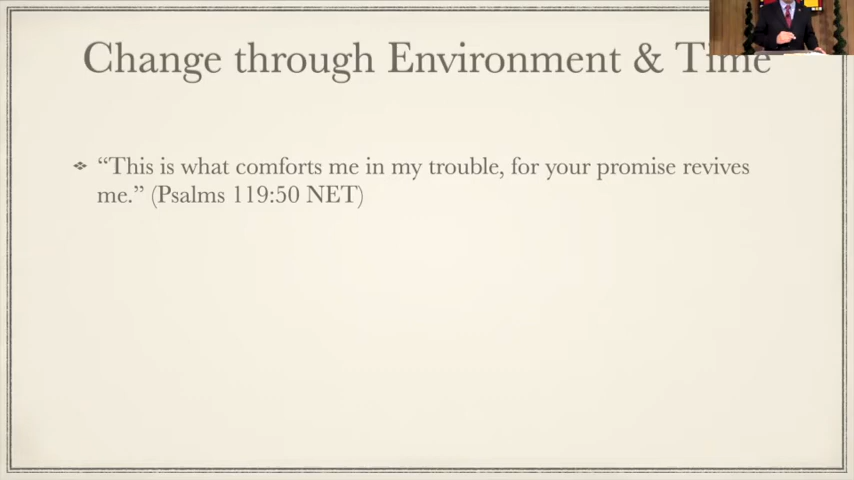 Change through Environment & Time
“This is what comforts me in my trouble, for your promise revives
me.” (Psalms 119:50 NET)